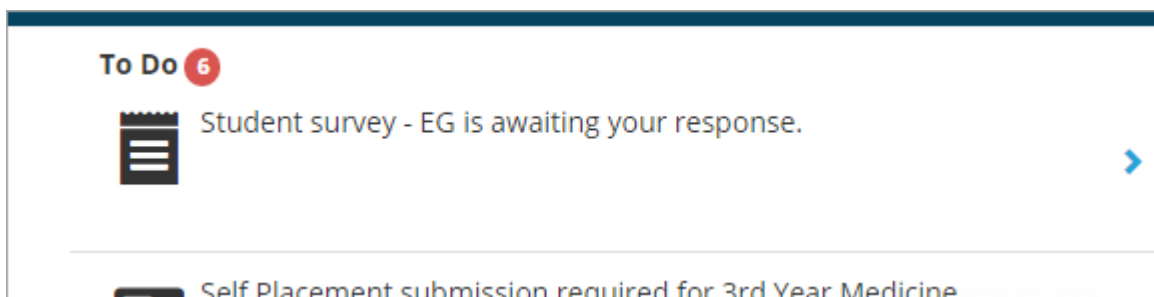 To Do 6
Student survey - EG is awaiting your response.
Self Placement submission required for 3rd Year Medicine